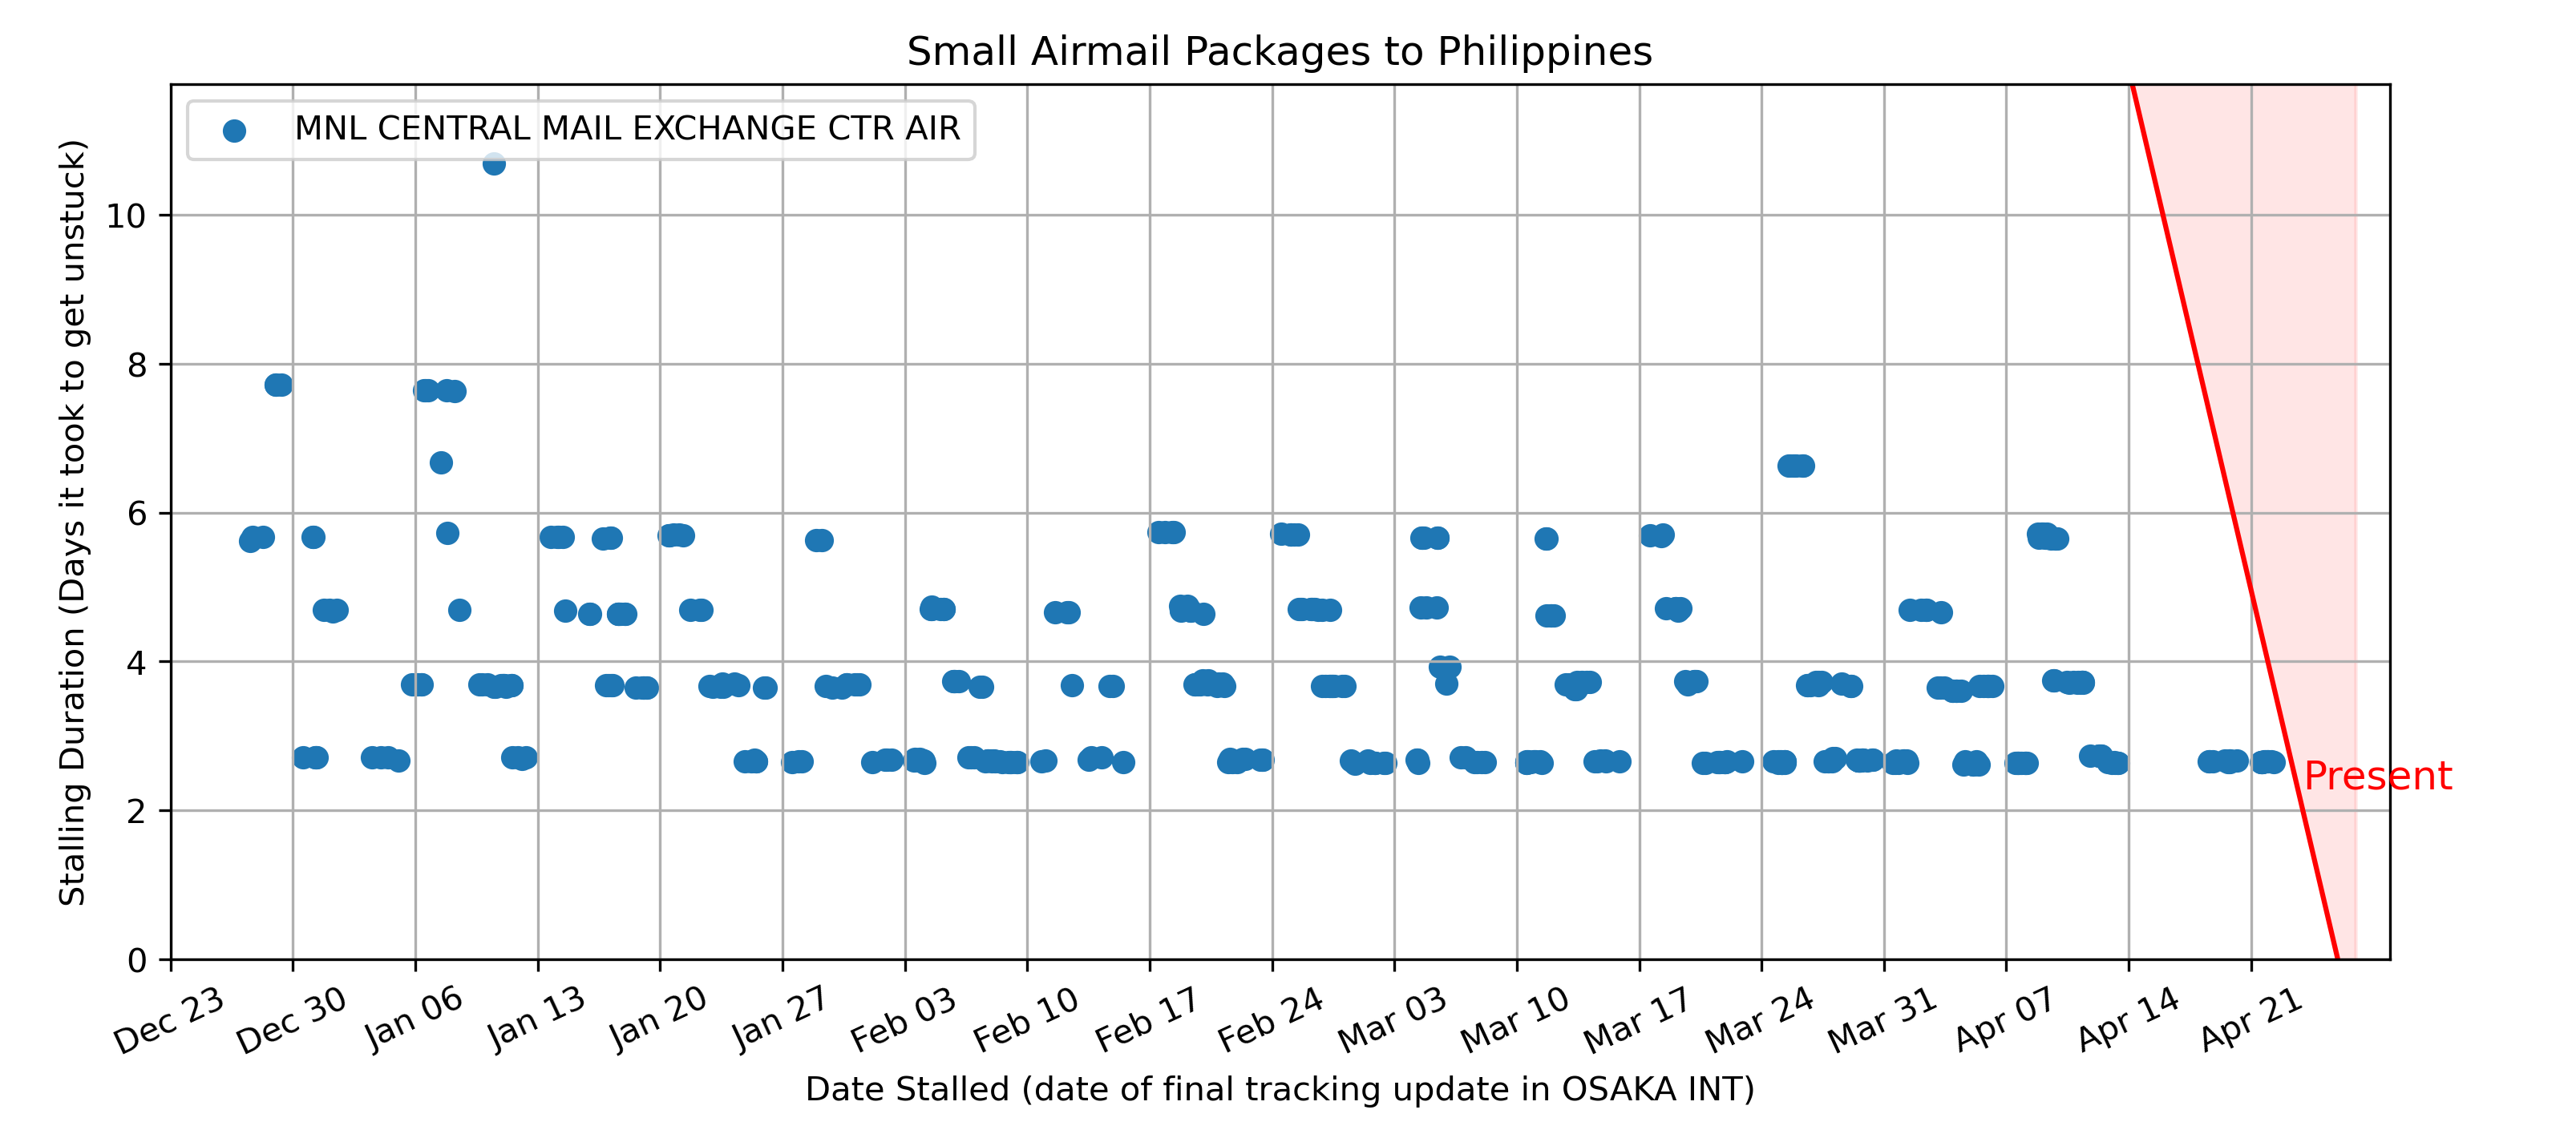 Small Airmail Packages to Philippines
MNL CENTRAL MAIL EXCHANGE CTR AIR
Stalling Duration (Days it took to get unstuck)
10
8
6
4
2
0
Present
Dec 23
Dec 30
Jan 06
Jan 13
Jan 20
Jan 27
Feb 03
Feb 10
Feb 17
Feb 24
Mar 03
Mar 10
Mar 17
Mar 24
Mar 31
Apr 07
Apr 14
Apr 21
Date Stalled (date of final tracking update in OSAKA INT)